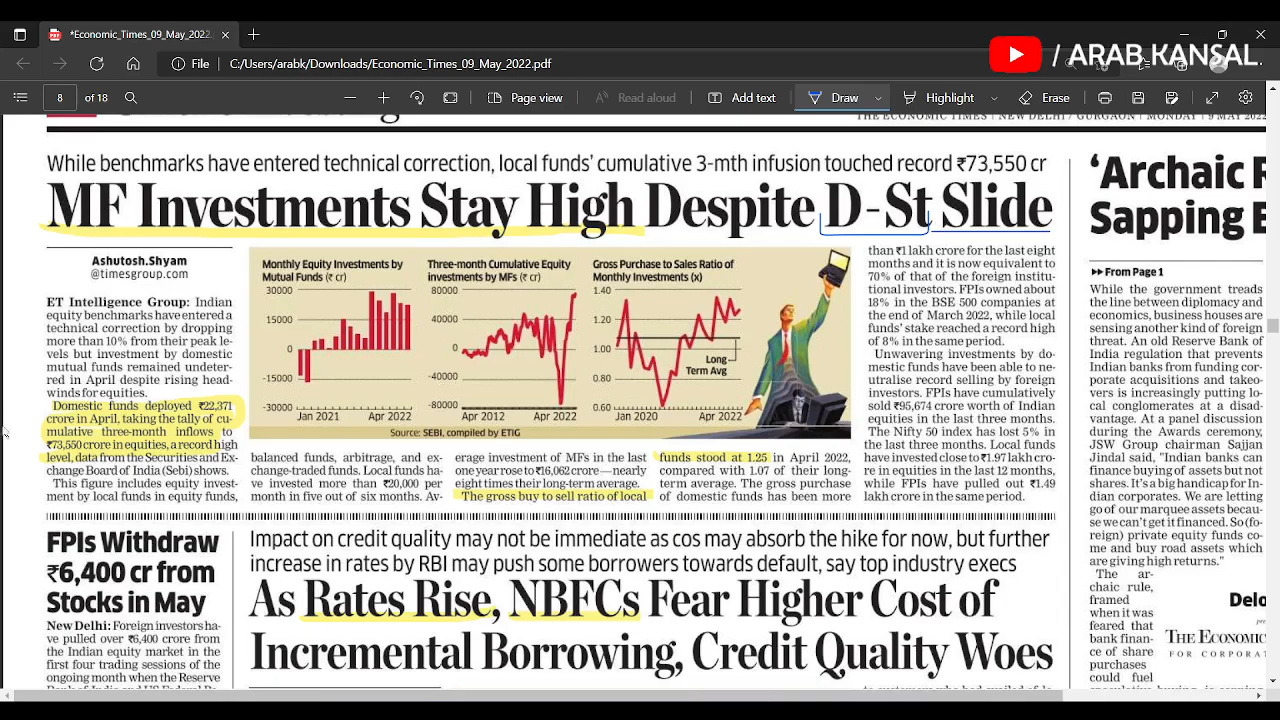 *Economic_Times_09_May_2022.
/ ARAB KANSAL.
File
C:/Users/arabk/Downloads/Economic_Times_09_May_2022.pdf
8
of 18
Page view
Read aloud
Add text
Draw
Highlight
Erase
THE ECONOMIC TIMES | NEW DELHI / GURGAON | MONDAY | 9 MAY 2022
While benchmarks have entered technical correction, local funds' cumulative 3-mth infusion touched record ₹73,550 cr
MF Investments Stay High Despite D-St Slide
Ashutosh.Shyam
@timesgroup.com
ET Intelligence Group: Indian
equity benchmarks have entered a
technical correction by dropping
more than 10% from their peak le-
vels but investment by domestic
mutual funds remained undeter-
red in April despite rising head-
winds for equities.
Domestic funds deployed ₹22,371
crore in April, taking the tally of cu-
mulative three-month inflows to
₹73,550 crore in equities, a record high
level, data from the Securities and Ex-
change Board of India (Sebi) shows.
This figure includes equity invest-
ment by local funds in equity funds,
Monthly Equity Investments by
Mutual Funds (₹ cr)
30000
15000
0
-15000
-30000
Jan 2021
Apr 2022
Three-month Cumulative Equity
investments by MFs (₹ cr)
80000
40000
0
-40000
-80000
Apr 2012
Apr 2022
Gross Purchase to Sales Ratio of
Monthly Investments (x)
1.40
1.20
1.00
0.80
0.60
Long
Term Avg
Jan 2020
Apr 2022
Source: SEBI, compiled by ETIG
balanced funds, arbitrage, and ex-
change-traded funds. Local funds ha-
ve invested more than ₹20,000 per
month in five out of six months. Av-
erage investment of MFs in the last
one year rose to ₹16,062 crore—nearly
eight times their long-term average.
The gross buy to sell ratio of local
funds stood at 1.25 in April 2022,
compared with 1.07 of their long-
term average. The gross purchase
of domestic funds has been more
than ₹1 lakh crore for the last eight
months and it is now equivalent to
70% of that of the foreign institu-
tional investors. FPIs owned about
18% in the BSE 500 companies at
the end of March 2022, while local
funds' stake reached a record high
of 8% in the same period.
Unwavering investments by do-
mestic funds have been able to ne-
utralise record selling by foreign
investors. FPIs have cumulatively
sold ₹95,674 crore worth of Indian
equities in the last three months.
The Nifty 50 index has lost 5% in
the last three months. Local funds
have invested close to ₹1.97 lakh cro-
re in equities in the last 12 months,
while FPIs have pulled out ₹1.49
lakh crore in the same period.
'Archaic
Sapping
From Page 1
While the government treads
the line between diplomacy and
economics, business houses are
sensing another kind of foreign
threat. An old Reserve Bank of
India regulation that prevents
Indian banks from funding cor-
porate acquisitions and takeo-
vers is increasingly putting lo-
cal conglomerates at a disad-
vantage. At a panel discussion
during the Awards ceremony,
JSW Group chairman Sajjan
Jindal said, "Indian banks can
finance buying of assets but not
shares. It's a big handicap for In-
dian corporates. We are letting
go of our marquee assets becau-
se we can't get it financed. So (fo-
reign) private equity funds co-
me and buy road assets which
are giving high returns."
The ar-
chaic rule,
framed
when it was
feared that
bank finan-
ce of share
purchases
could fuel
Delo
THE ECONOMIC
FOR CORPORAT
FPIs Withdraw
₹6,400 cr from
Stocks in May
New Delhi: Foreign investors ha-
ve pulled over ₹6,400 crore from
the Indian equity market in the
first four trading sessions of the
ongoing month when the Reserve
Impact on credit quality may not be immediate as cos may absorb the hike for now, but further
increase in rates by RBI may push some borrowers towards default, say top industry execs
As Rates Rise, NBFCs Fear Higher Cost of
Incremental Borrowing, Credit Quality Woes